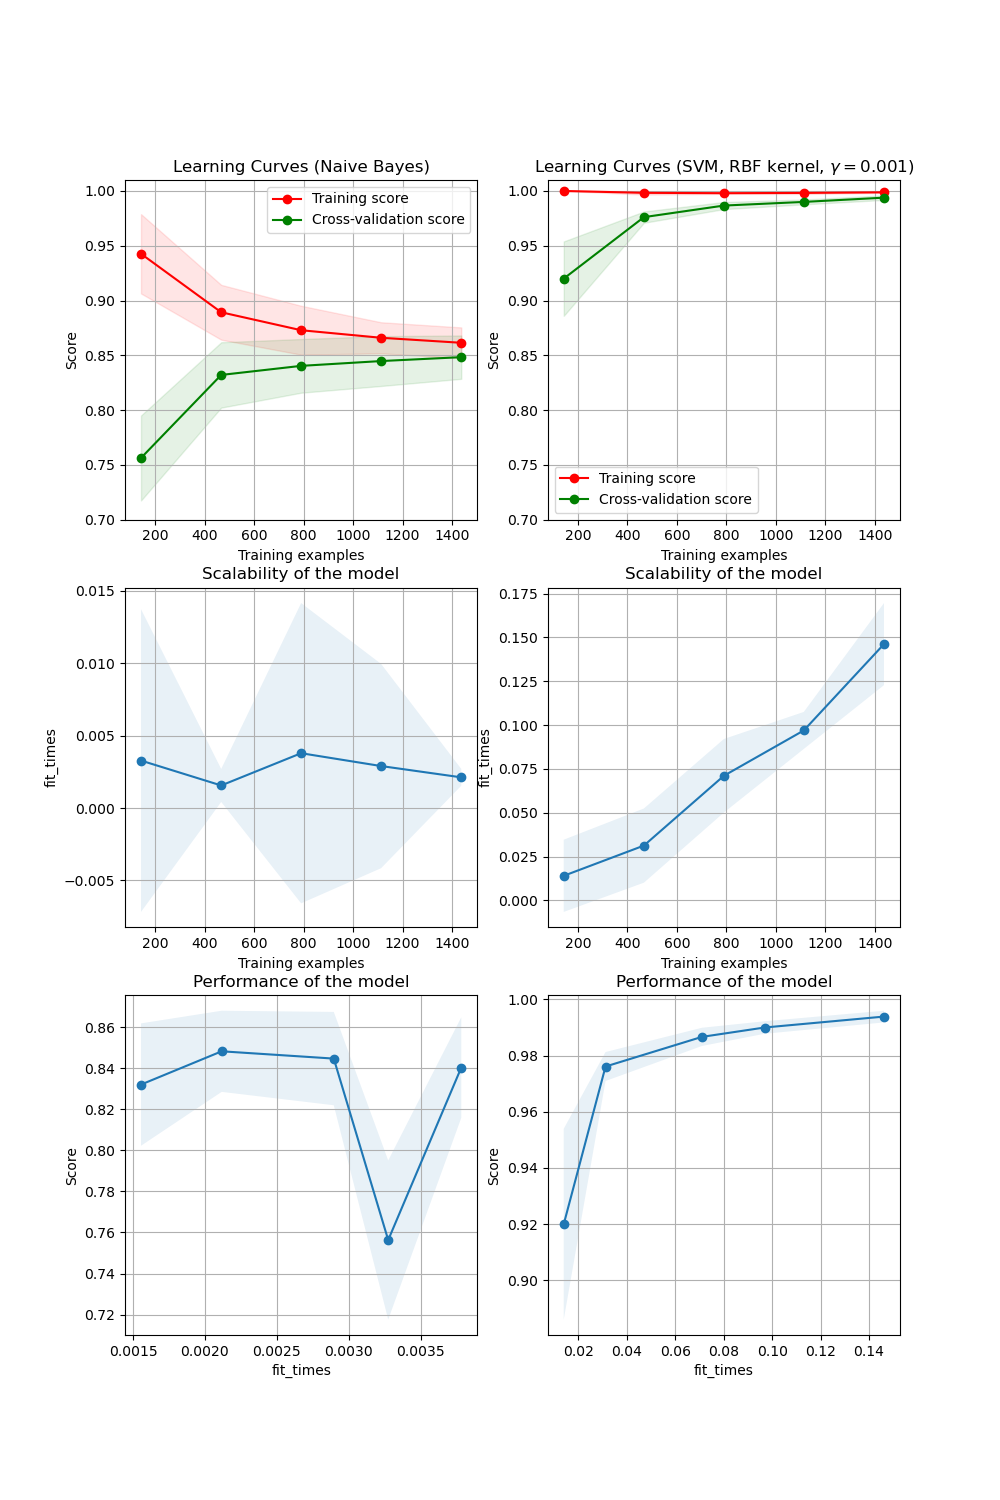 Learning Curves (Naive Bayes)
1.00
0.95
0.90
0.85
0.80
0.75
0.70
Score
Training score
Cross-validation score
200 400 600 800 1000 1200 1400
Training examples
Learning Curves (SVM, RBF kernel, γ = 0.001)
1.00
0.95
0.90
0.85
0.80
0.75
0.70
Score
Training score
Cross-validation score
200 400 600 800 1000 1200 1400
Training examples
Scalability of the model
0.015
0.010
0.005
0.000
−0.005
fit_times
200 400 600 800 1000 1200 1400
Training examples
Scalability of the model
0.175
0.150
0.125
0.100
0.075
0.050
0.025
0.000
fit_times
200 400 600 800 1000 1200 1400
Training examples
Performance of the model
0.86
0.84
0.82
0.80
0.78
0.76
0.74
0.72
Score
0.0015 0.0020 0.0025 0.0030 0.0035
fit_times
Performance of the model
1.00
0.98
0.96
0.94
0.92
0.90
Score
0.02 0.04 0.06 0.08 0.10 0.12 0.14
fit_times